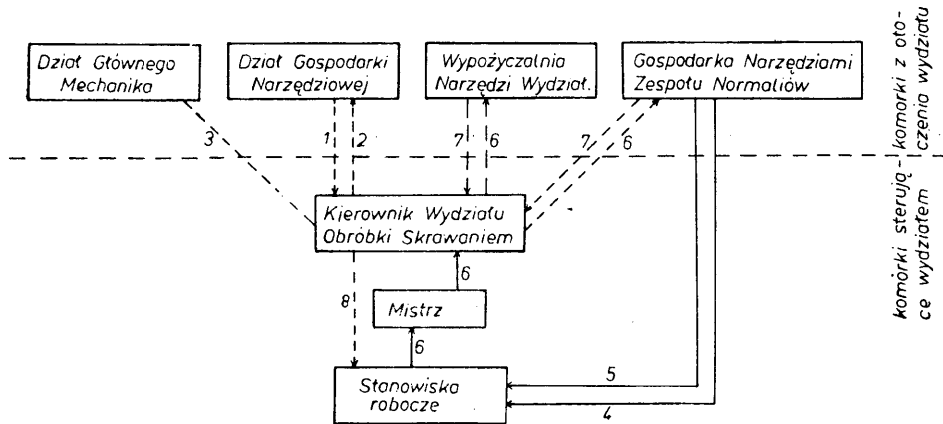 Dział Głównego
Mechanika
Dział Gospodarki
Narzędziowej
Wypożyczalnia
Narzędzi Wydział.
Gospodarka Narzędziami
Zespołu Normaliów
komórki z oto-
czenia wydziału
3
1
2
7
6
7
6
Kierownik Wydziału
Obróbki Skrawaniem
komórki sterują-
ce wydziałem
6
8
Mistrz
6
Stanowiska
robocze
5
4